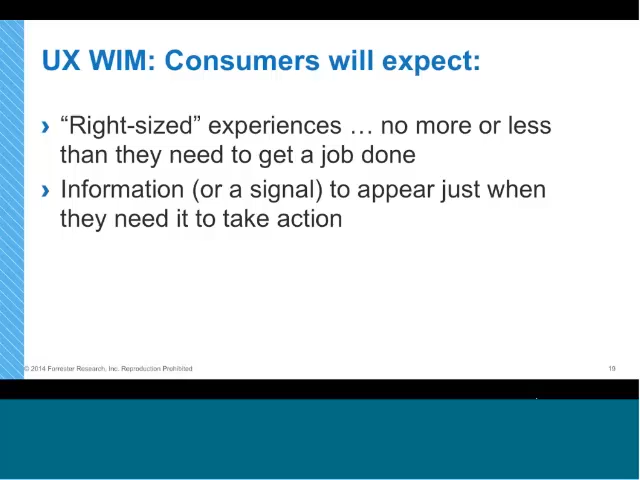 UX WIM: Consumers will expect:
› “Right-sized” experiences … no more or less
than they need to get a job done
› Information (or a signal) to appear just when
they need it to take action
© 2014 Forrester Research, Inc. Reproduction Prohibited
19